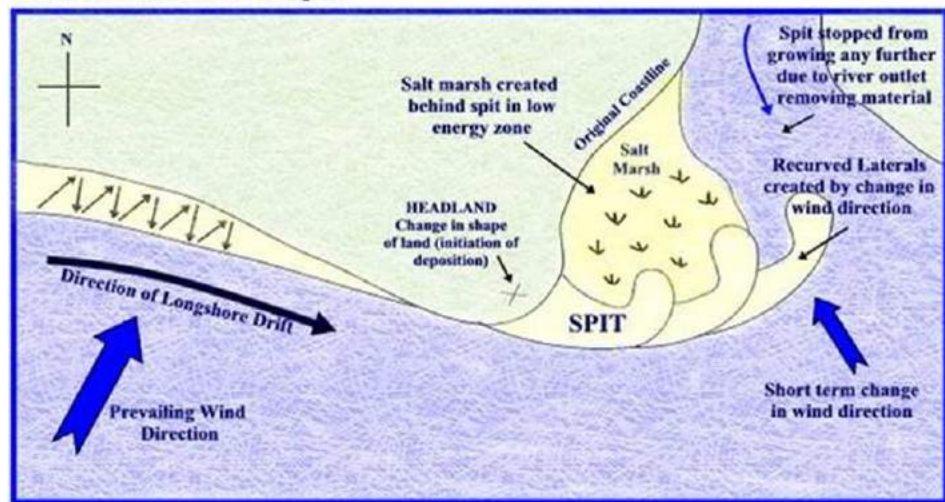 N
Salt marsh created
behind spit in low
energy zone
Original Coastline
Spit stopped from
growing any further
due to river outlet
removing material
Salt
Marsh
Recurved Laterals
created by change in
wind direction
HEADLAND
Change in shape
of land (initiation of
deposition)
Direction of Longshore Drift
SPIT
Prevailing Wind
Direction
Short term change
in wind direction